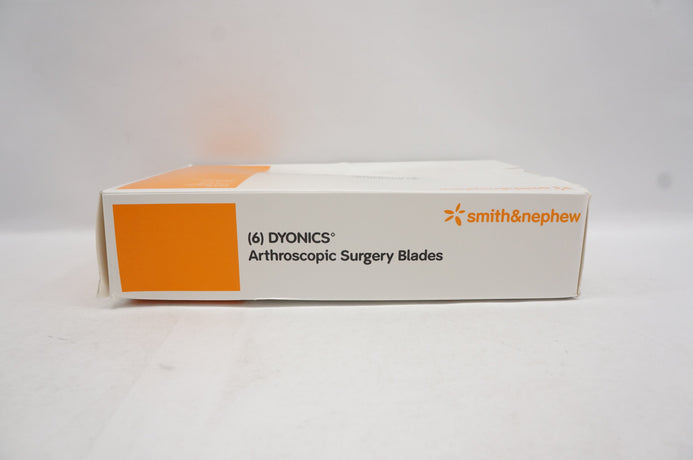 (6) DYONICS◊
Arthroscopic Surgery Blades
smith&nephew